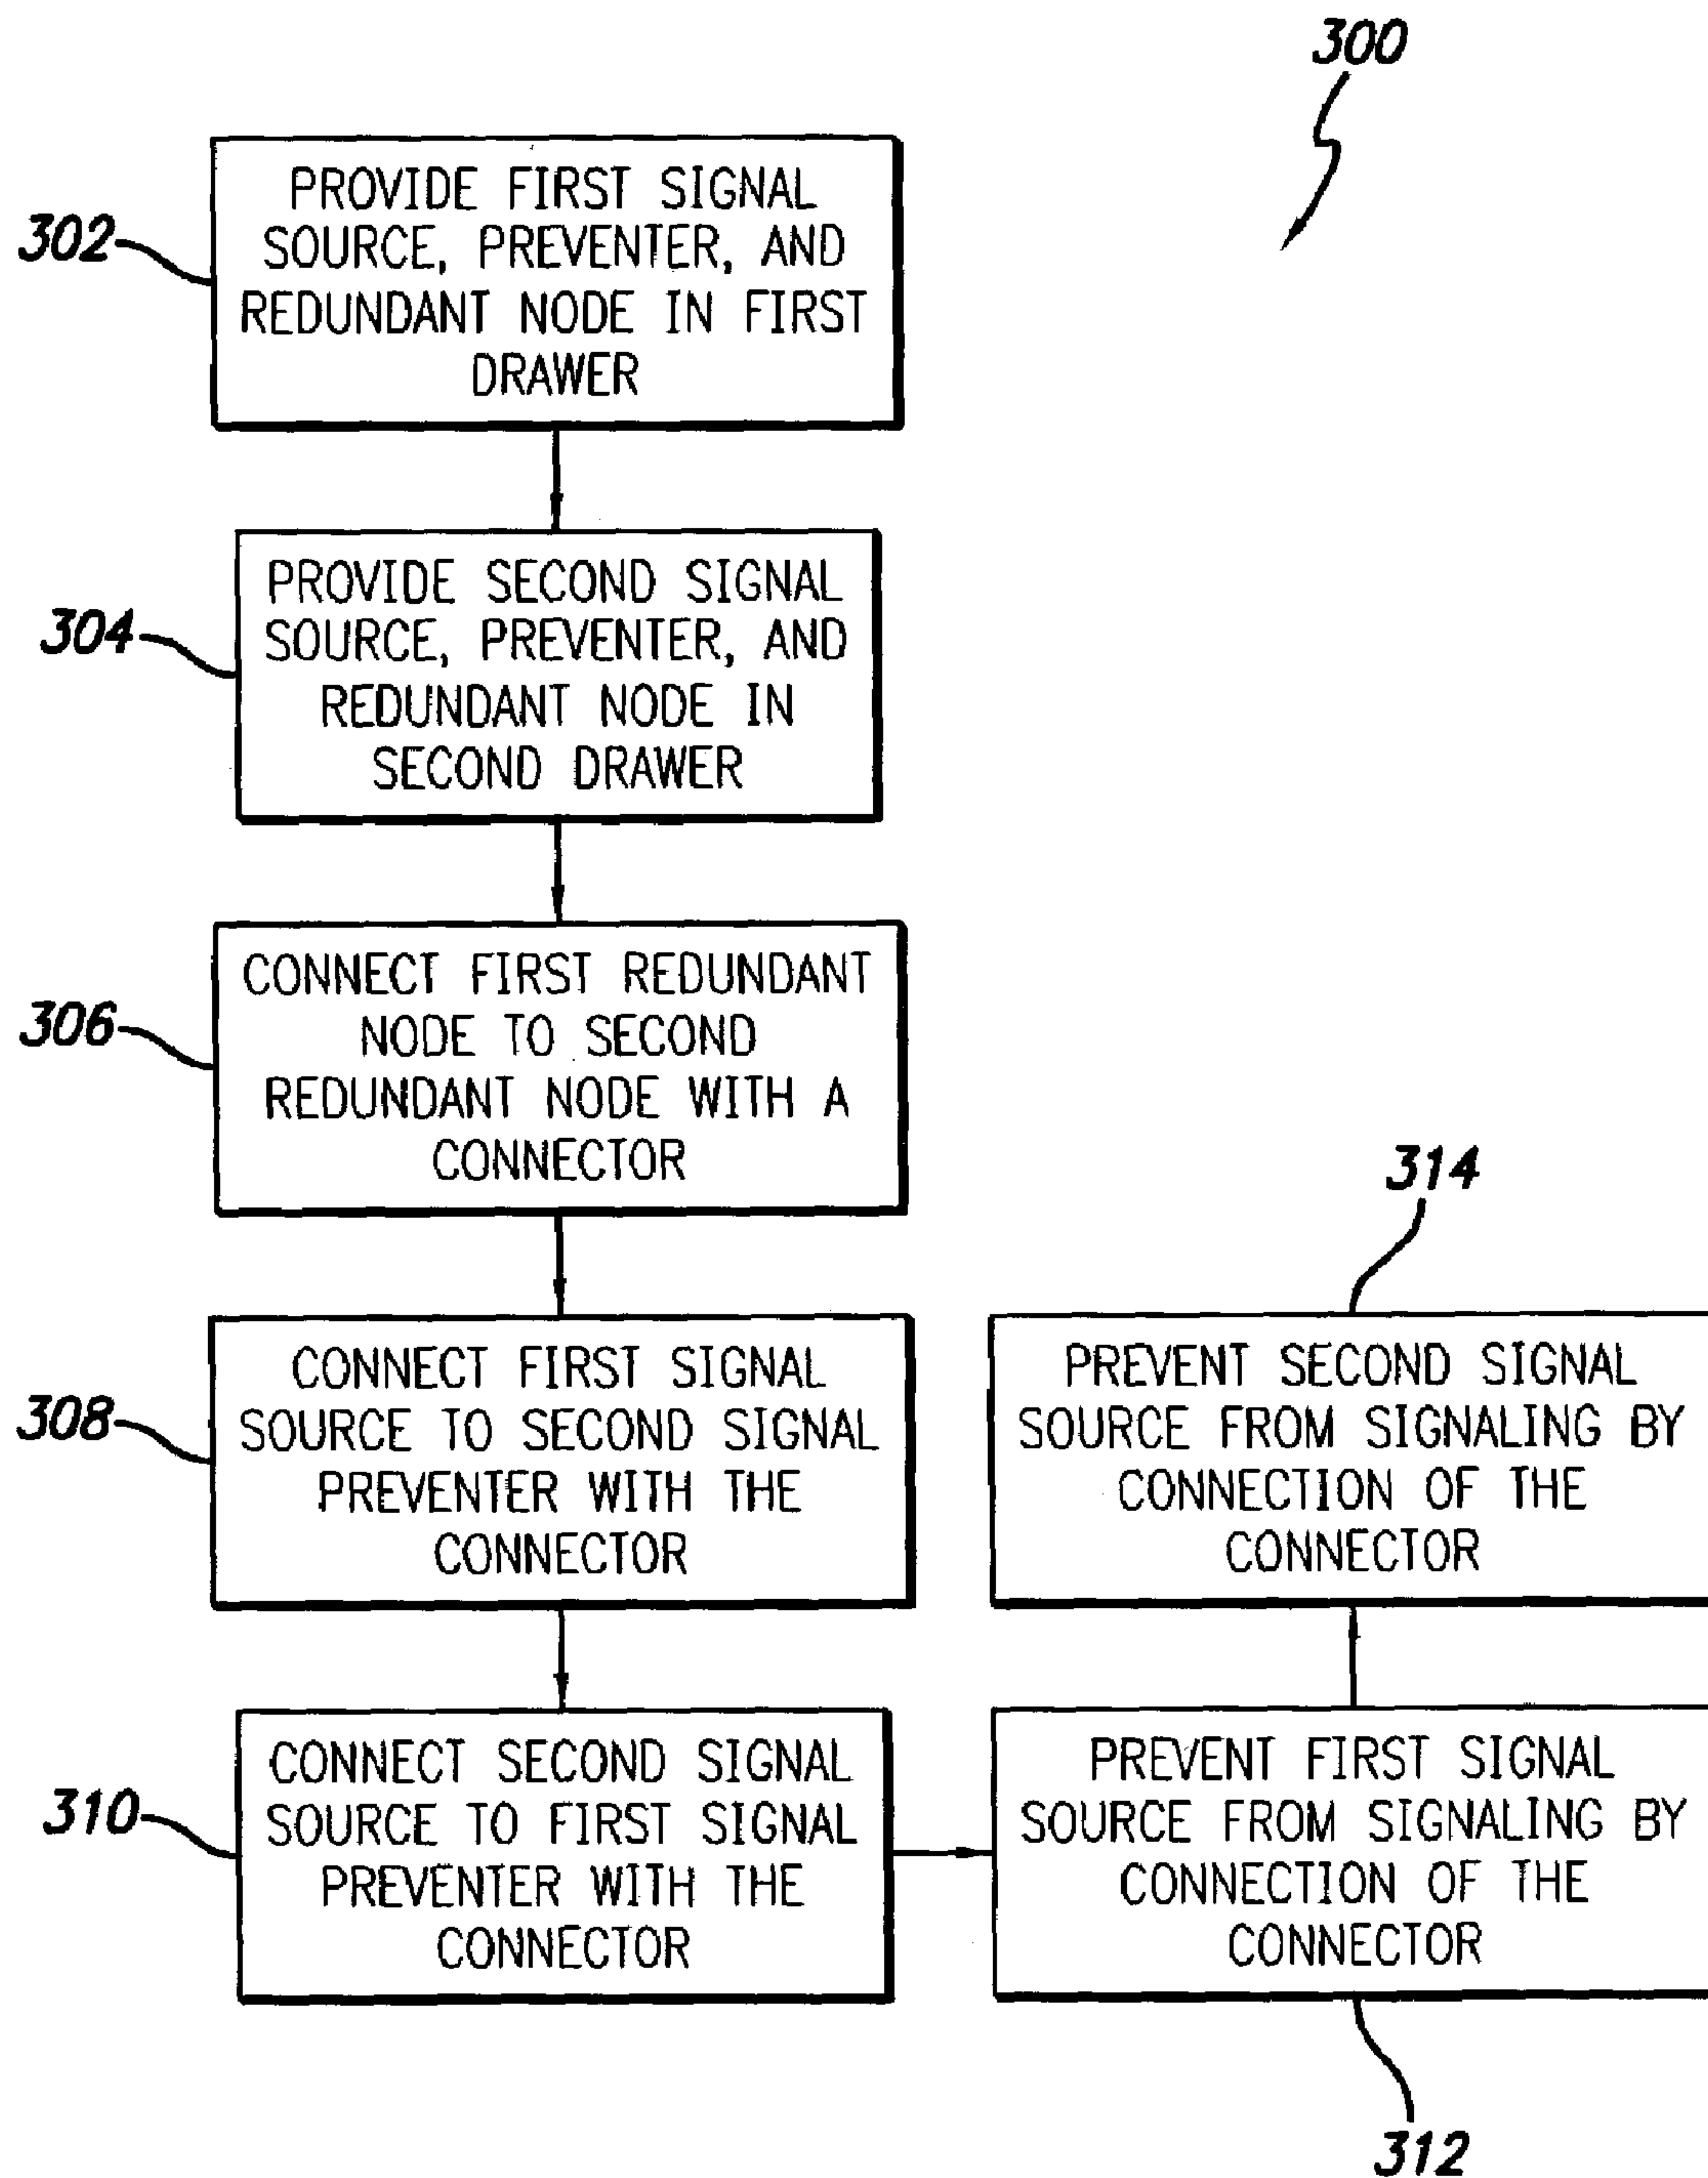 300
302
PROVIDE FIRST SIGNAL
SOURCE, PREVENTER, AND
REDUNDANT NODE IN FIRST
DRAWER
304
PROVIDE SECOND SIGNAL
SOURCE, PREVENTER, AND
REDUNDANT NODE IN
SECOND DRAWER
306
CONNECT FIRST REDUNDANT
NODE TO SECOND
REDUNDANT NODE WITH A
CONNECTOR
308
CONNECT FIRST SIGNAL
SOURCE TO SECOND SIGNAL
PREVENTER WITH THE
CONNECTOR
310
CONNECT SECOND SIGNAL
SOURCE TO FIRST SIGNAL
PREVENTER WITH THE
CONNECTOR
PREVENT FIRST SIGNAL
SOURCE FROM SIGNALING BY
CONNECTION OF THE
CONNECTOR
312
314
PREVENT SECOND SIGNAL
SOURCE FROM SIGNALING BY
CONNECTION OF THE
CONNECTOR